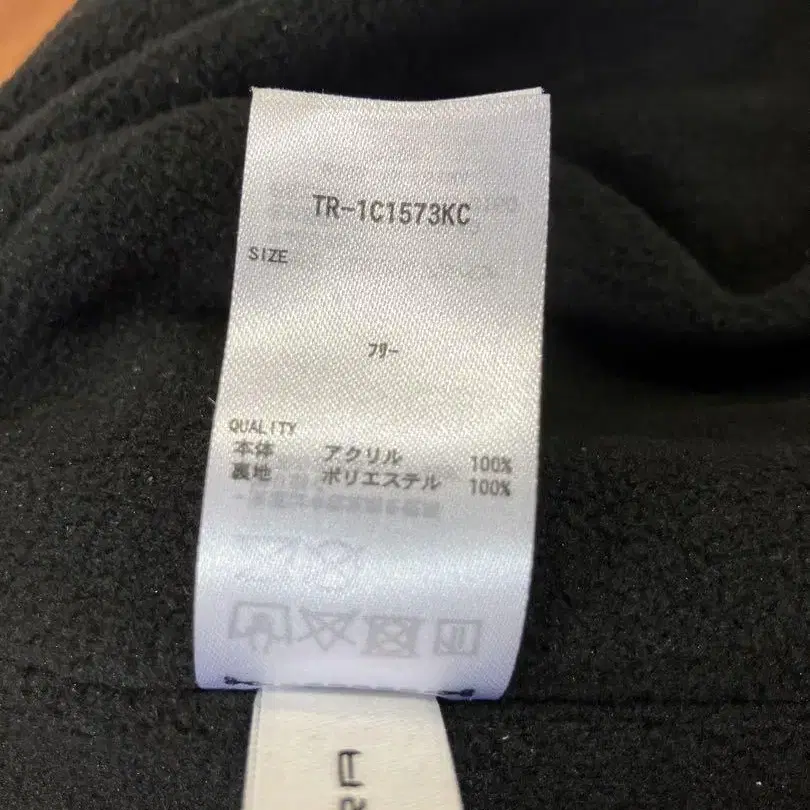 TR-1C1573KC
SIZE
フリー
QUALITY
本体 アクリル 100%
裏地 ポリエステル 100%